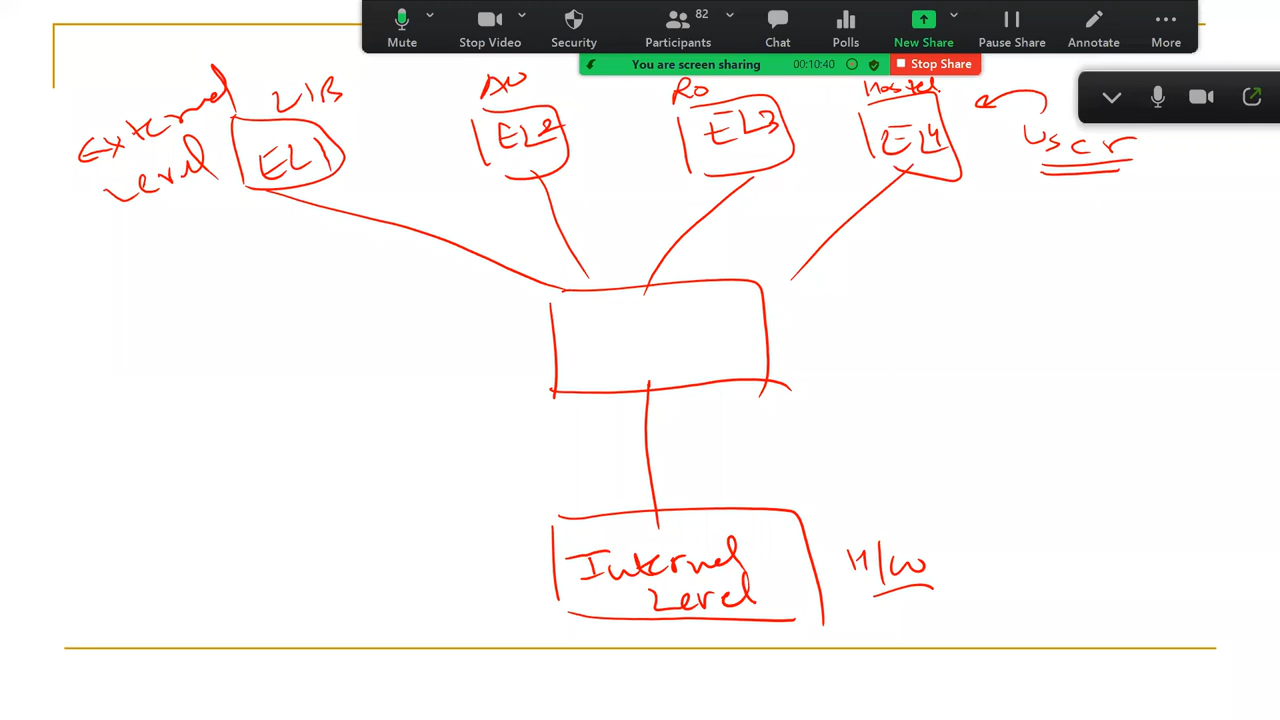 Mute
Stop Video
Security
82
Participants
Chat
Polls
New Share
Pause Share
Annotate
More
You are screen sharing
00:10:40
Stop Share
External
Level
LIB
EL1
EL2
RO
EL3
Hostel
EL4
User
Internal
Level
H/W